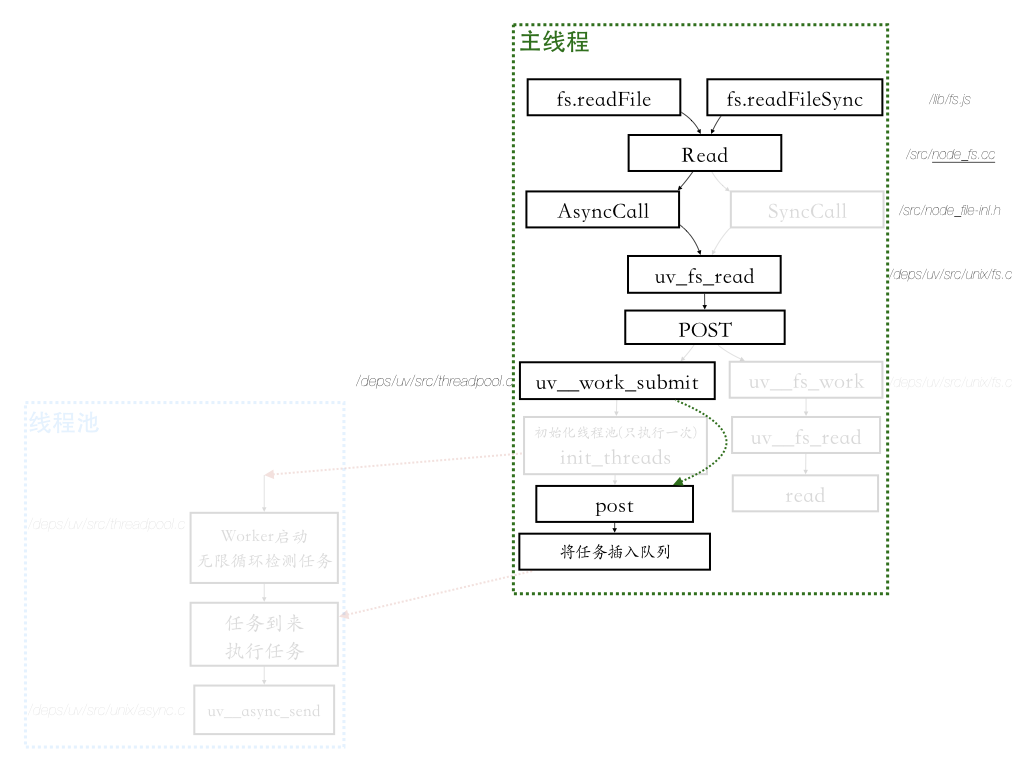 主线程
fs.readFile
fs.readFileSync
/lib/fs.js
Read
/src/node_fs.cc
AsyncCall
SyncCall
/src/node_file-inl.h
uv_fs_read
/deps/uv/src/unix/fs.c
POST
/deps/uv/src/threadpool.c
uv__work_submit
uv__fs_work
/deps/uv/src/unix/fs.c
线程池
初始化线程池(只执行一次)
init_threads
uv__fs_read
post
read
/deps/uv/src/threadpool.c
Worker启动
无限循环检测任务
将任务插入队列
任务到来
执行任务
/deps/uv/src/unix/async.c
uv__async_send